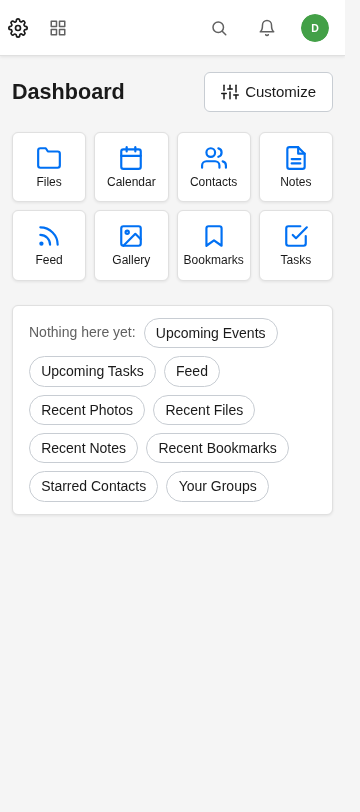 D
Dashboard
Customize
Files Calendar Contacts Notes
Feed Gallery Bookmarks Tasks
Nothing here yet: Upcoming Events
Upcoming Tasks Feed
Recent Photos Recent Files
Recent Notes Recent Bookmarks
Starred Contacts Your Groups